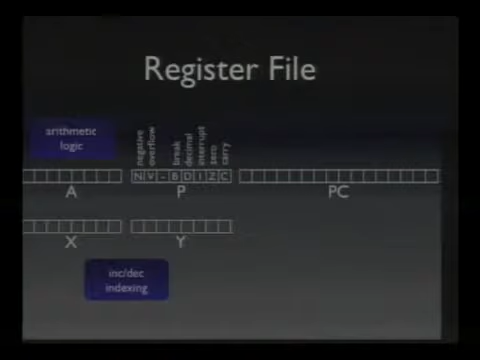 Register File
arithmetic
logic
negative
overflow
break
decimal
interrupt
zero
carry
N V - B D I Z C
A
P
PC
X
Y
inc/dec
indexing